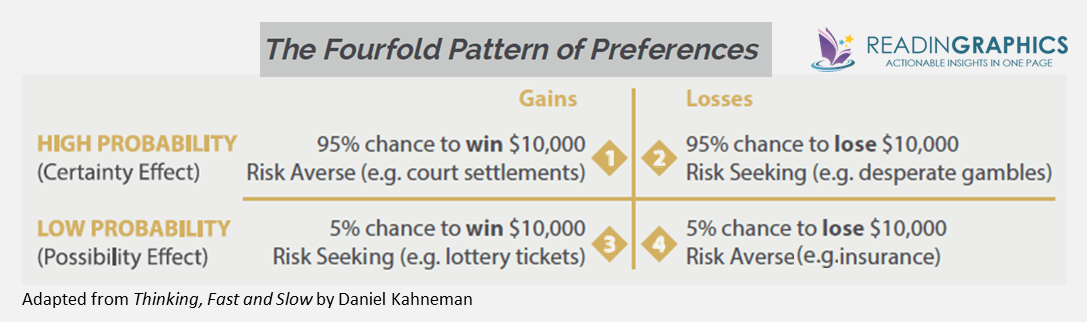 The Fourfold Pattern of Preferences
READINGRAPHICS
ACTIONABLE INSIGHTS IN ONE PAGE
Gains
Losses
HIGH PROBABILITY
(Certainty Effect)
95% chance to win $10,000
Risk Averse (e.g. court settlements)
1
2
95% chance to lose $10,000
Risk Seeking (e.g. desperate gambles)
LOW PROBABILITY
(Possibility Effect)
5% chance to win $10,000
Risk Seeking (e.g. lottery tickets)
3
4
5% chance to lose $10,000
Risk Averse(e.g.insurance)
Adapted from Thinking, Fast and Slow by Daniel Kahneman